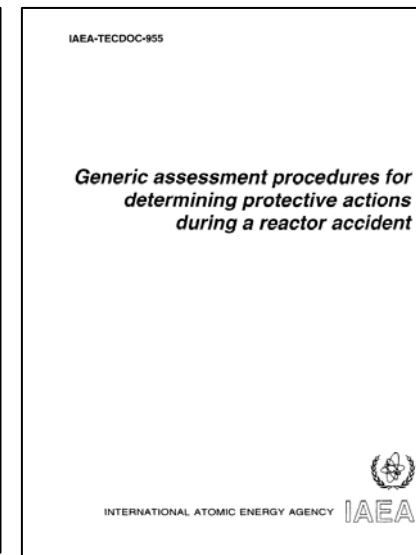 IAEA-TECDOC-955
Generic assessment procedures for
determining protective actions
during a reactor accident
INTERNATIONAL ATOMIC ENERGY AGENCY IAEA